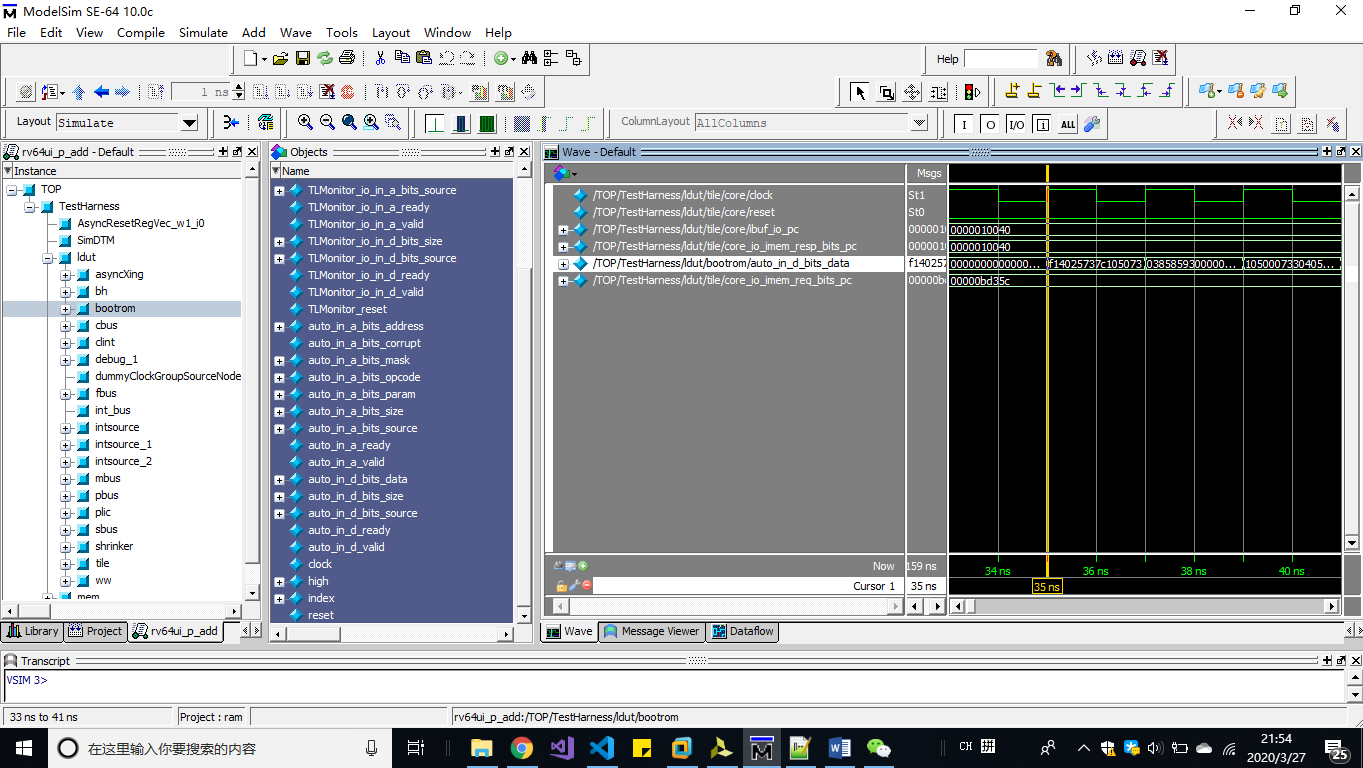 ModelSim SE-64 10.0c
File Edit View Compile Simulate Add Wave Tools Layout Window Help
Help
1 ns
Layout Simulate
ColumnLayout AllColumns
I O I/O ALL
rv64ui_p_add - Default
Instance
TOP
TestHarness
AsyncResetRegVec_w1_i0
SimDTM
ldut
asyncXing
bh
bootrom
cbus
clint
debug_1
dummyClockGroupSourceNode
fbus
int_bus
intsource
intsource_1
intsource_2
mbus
pbus
plic
sbus
shrinker
tile
ww
mem
Library Project rv64ui_p_add
Objects
Name
TLMonitor_io_in_a_bits_source
TLMonitor_io_in_a_ready
TLMonitor_io_in_a_valid
TLMonitor_io_in_d_bits_size
TLMonitor_io_in_d_bits_source
TLMonitor_io_in_d_ready
TLMonitor_io_in_d_valid
TLMonitor_reset
auto_in_a_bits_address
auto_in_a_bits_corrupt
auto_in_a_bits_mask
auto_in_a_bits_opcode
auto_in_a_bits_param
auto_in_a_bits_size
auto_in_a_bits_source
auto_in_a_ready
auto_in_a_valid
auto_in_d_bits_data
auto_in_d_bits_size
auto_in_d_bits_source
auto_in_d_ready
auto_in_d_valid
clock
high
index
reset
Wave - Default
Msgs
/TOP/TestHarness/ldut/tile/core/clock St1
/TOP/TestHarness/ldut/tile/core/reset St0
/TOP/TestHarness/ldut/tile/core/ibuf_io_pc 0000010 0000010040
/TOP/TestHarness/ldut/tile/core_io_imem_resp_bits_pc 0000010 0000010040
/TOP/TestHarness/ldut/bootrom/auto_in_d_bits_data f140257 0000000000000... f14025737c105073 0385859300000... 1050007330405...
/TOP/TestHarness/ldut/tile/core_io_imem_req_bits_pc 00000bd 00000bd35c
Now 159 ns
34 ns 36 ns 38 ns 40 ns
Cursor 1 35 ns 35 ns
Wave Message Viewer Dataflow
Transcript
VSIM 3>
33 ns to 41 ns Project : ram rv64ui_p_add:/TOP/TestHarness/ldut/bootrom
在这里输入你要搜索的内容
CH 拼
21:54
2020/3/27
25